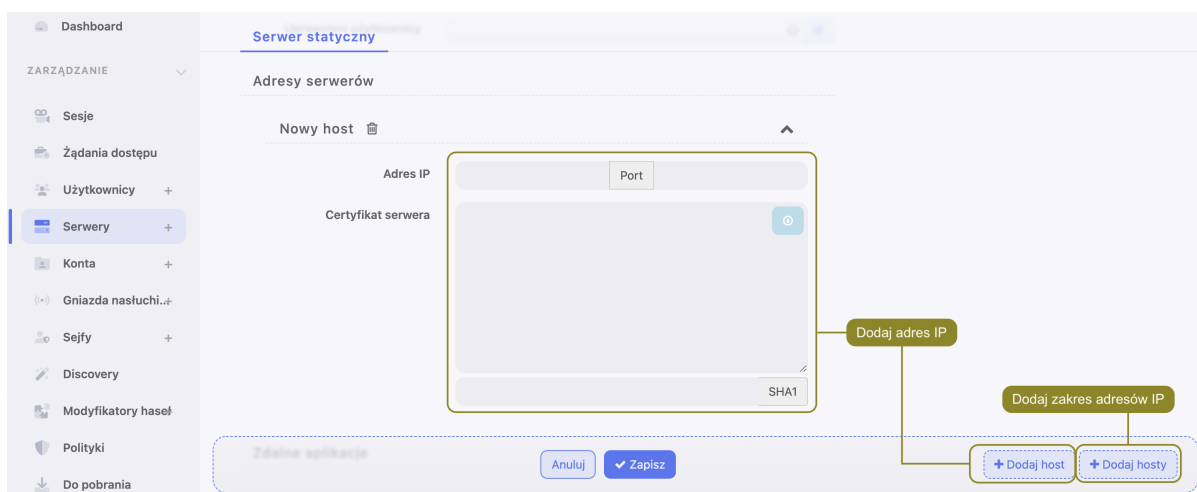 Dashboard
ZARZĄDZANIE
Sesje
Żądania dostępu
Użytkownicy +
Serwery +
Konta +
Gniazda nasłuchi...+
Sejfy +
Discovery
Modyfikatory haseł
Polityki
Do pobrania
Serwer statyczny
Adresy serwerów
Nowy host
Adres IP
Port
Certyfikat serwera
SHA1
Dodaj adres IP
Dodaj zakres adresów IP
Zdalne aplikacje
Anuluj
Zapisz
+ Dodaj host
+ Dodaj hosty